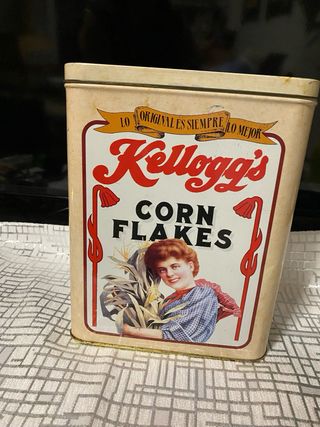 LO ORIGINAL ES SIEMPRE LO MEJOR
Kellogg's
CORN
FLAKES